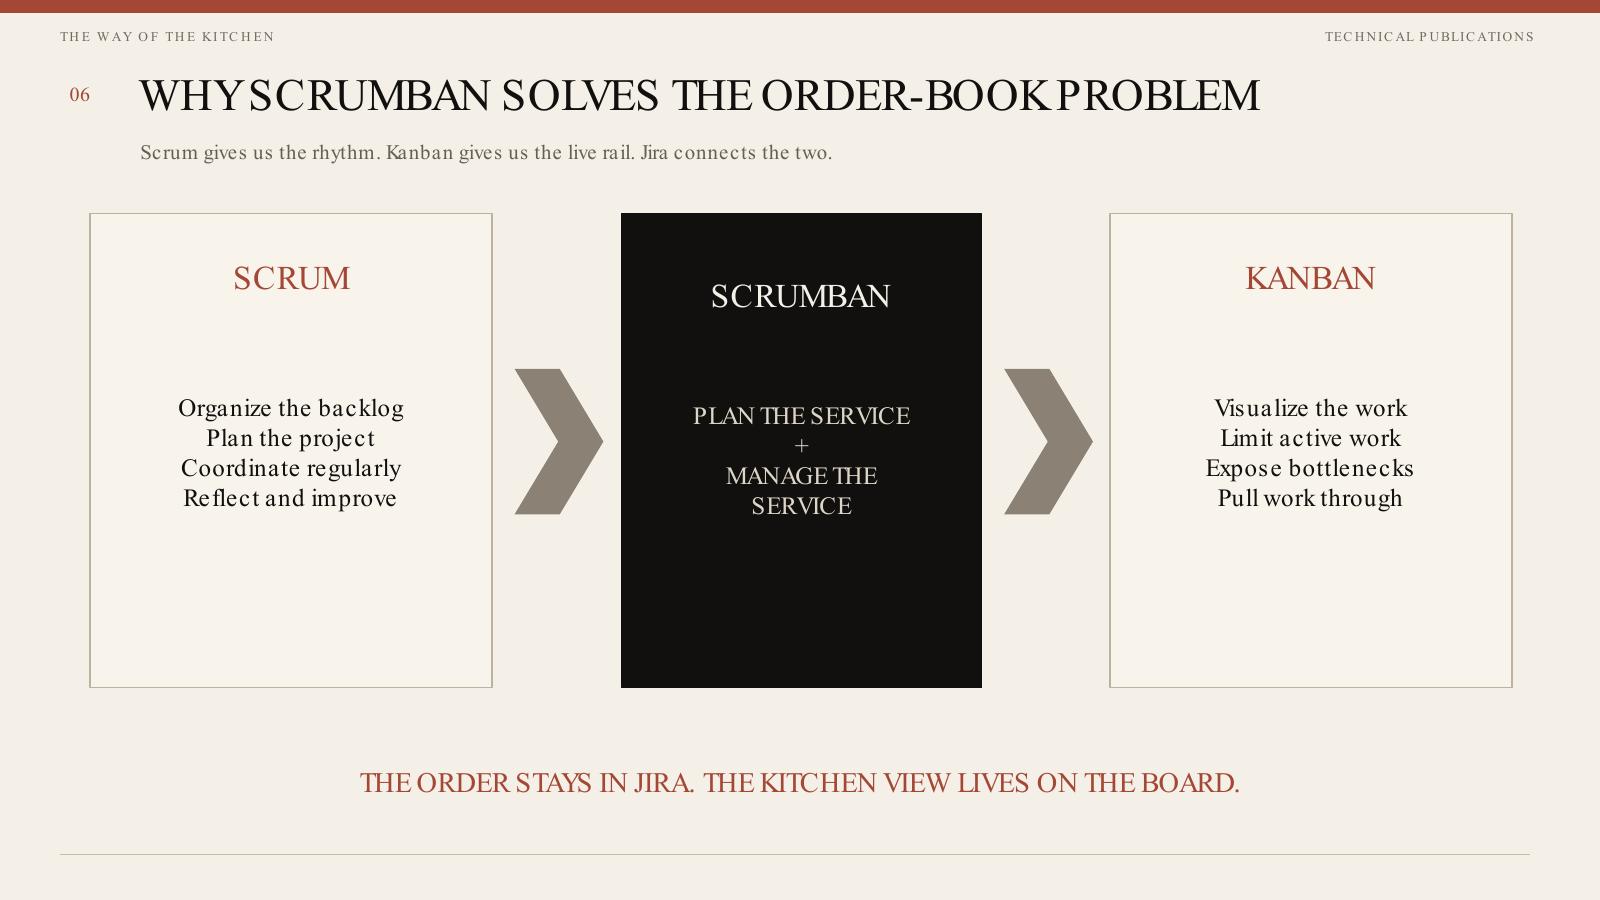 THE WAY OF THE KITCHEN
TECHNICAL PUBLICATIONS
06
WHY SCRUMBAN SOLVES THE ORDER-BOOK PROBLEM
Scrum gives us the rhythm. Kanban gives us the live rail. Jira connects the two.
SCRUM
Organize the backlog
Plan the project
Coordinate regularly
Reflect and improve
SCRUMBAN
PLAN THE SERVICE
+
MANAGE THE
SERVICE
KANBAN
Visualize the work
Limit active work
Expose bottlenecks
Pull work through
THE ORDER STAYS IN JIRA. THE KITCHEN VIEW LIVES ON THE BOARD.